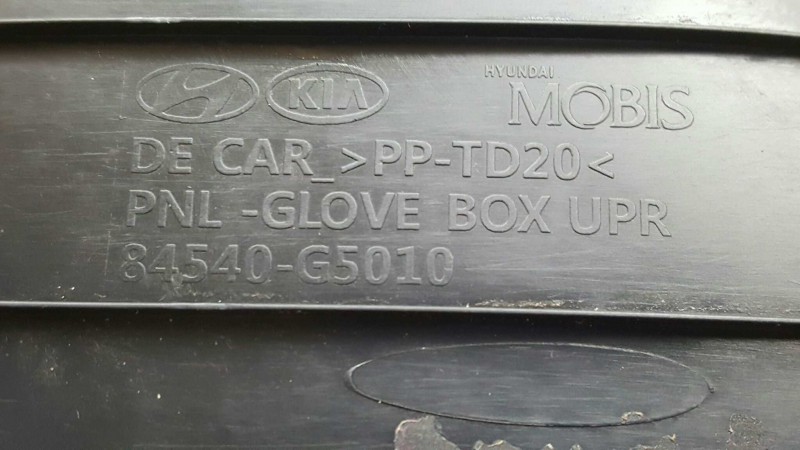 KIA
HYUNDAI
MOBIS
DE CAR_>PP-TD20<
PNL -GLOVE BOX UPR
84540-G5010